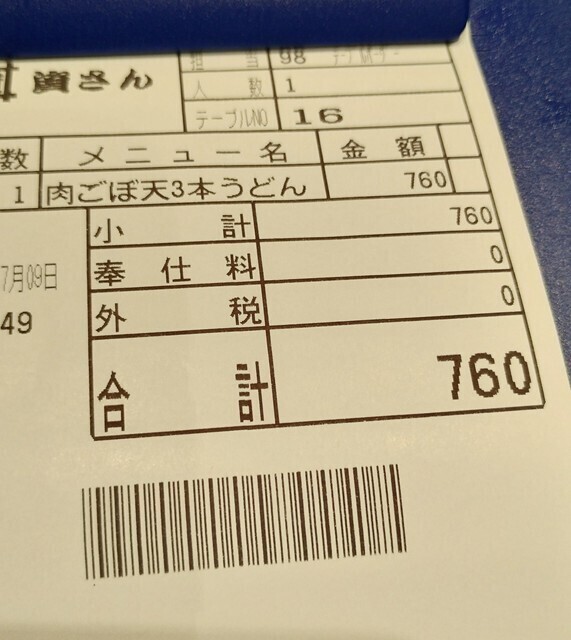 担当 98
資さん
人数 1
テーブルNO 16
数 メニュー名 金額
1 肉ごぼ天3本うどん 760
小計 760
奉仕料 0
7月09日
外税 0
49
合計 760